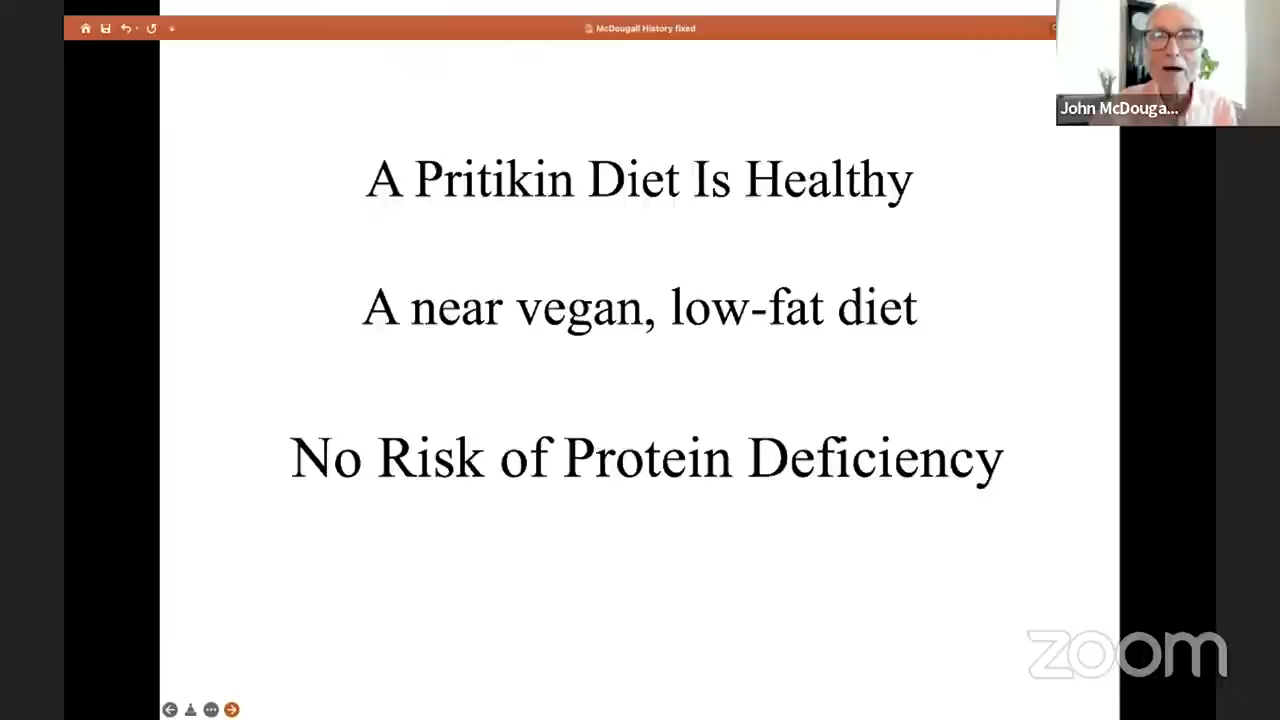 McDougall History fixed
John McDouga...
A Pritikin Diet Is Healthy
A near vegan, low-fat diet
No Risk of Protein Deficiency
zoom